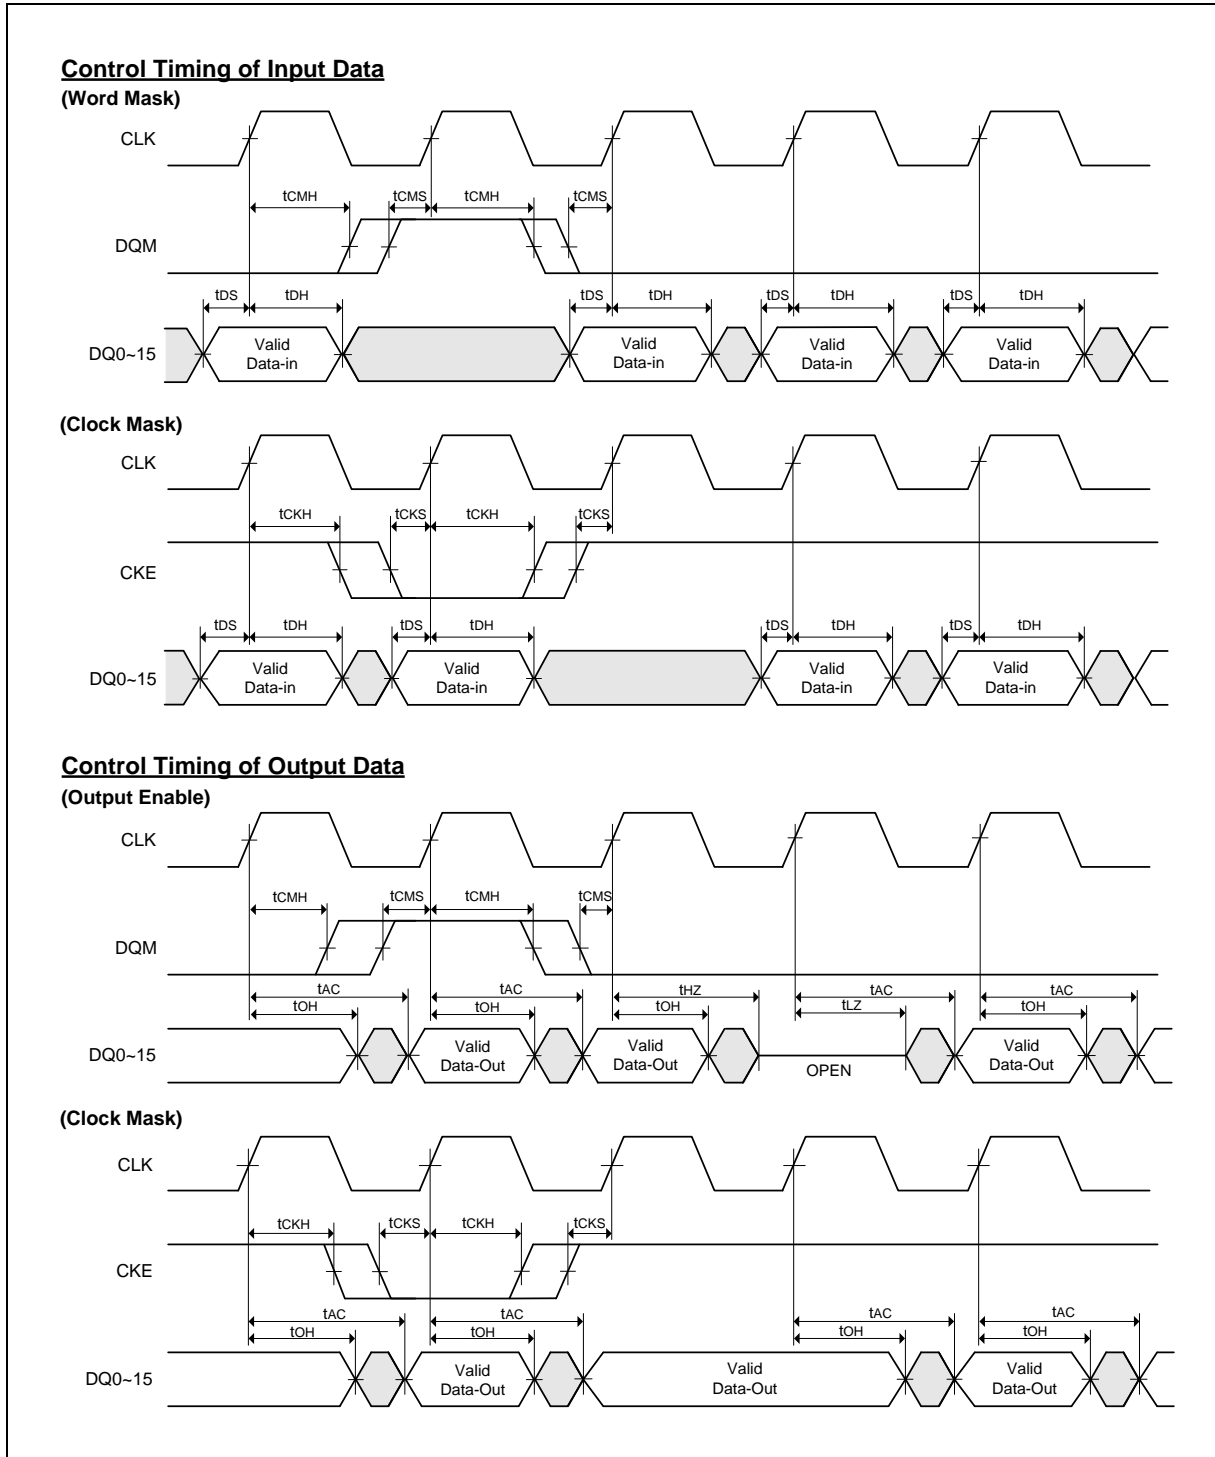 Control Timing of Input Data
(Word Mask)
CLK
tCMH tCMS tCMH tCMS
DQM
tDS tDH tDS tDH tDS tDH tDS tDH
DQ0~15
Valid Data-in
Valid Data-in
Valid Data-in
Valid Data-in
(Clock Mask)
CLK
tCKH tCKS tCKH tCKS
CKE
tDS tDH tDS tDH tDS tDH tDS tDH
DQ0~15
Valid Data-in
Valid Data-in
Valid Data-in
Valid Data-in
Control Timing of Output Data
(Output Enable)
CLK
tCMH tCMS tCMH tCMS
DQM
tAC tAC tHZ tAC tAC
tOH tOH tOH tLZ tOH
DQ0~15
Valid Data-Out
Valid Data-Out
OPEN
Valid Data-Out
(Clock Mask)
CLK
tCKH tCKS tCKH tCKS
CKE
tAC tAC tAC tAC
tOH tOH tOH tOH
DQ0~15
Valid Data-Out
Valid Data-Out
Valid Data-Out